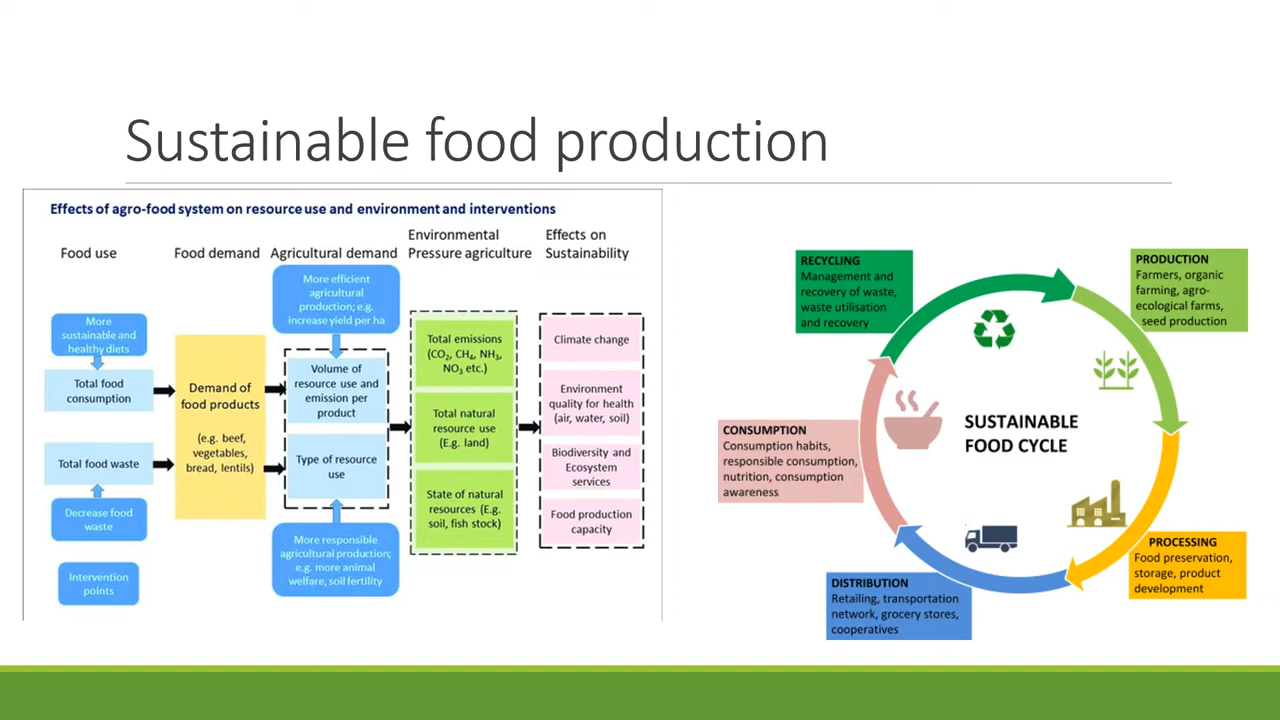 Sustainable food production
Effects of agro-food system on resource use and environment and interventions
Food use
Food demand
Agricultural demand
Environmental
Pressure agriculture
Effects on
Sustainability
More
sustainable and
healthy diets
Total food
consumption
Total food waste
Decrease food
waste
Intervention
points
Demand of
food products
(e.g. beef,
vegetables,
bread, lentils)
More efficient
agricultural
production; e.g.
increase yield per ha
Volume of
resource use and
emission per
product
Type of resource
use
More responsible
agricultural production;
e.g. more animal
welfare, soil fertility
Total emissions
(CO₂, CH₄, NH₃,
NO₃ etc.)
Total natural
resource use
(E.g. land)
State of natural
resources (E.g.
soil, fish stock)
Climate change
Environment
quality for health
(air, water, soil)
Biodiversity and
Ecosystem
services
Food production
capacity
RECYCLING
Management and
recovery of waste,
waste utilisation
and recovery
PRODUCTION
Farmers, organic
farming, agro-
ecological farms,
seed production
SUSTAINABLE
FOOD CYCLE
CONSUMPTION
Consumption habits,
responsible consumption,
nutrition, consumption
awareness
PROCESSING
Food preservation,
storage, product
development
DISTRIBUTION
Retailing, transportation
network, grocery stores,
cooperatives